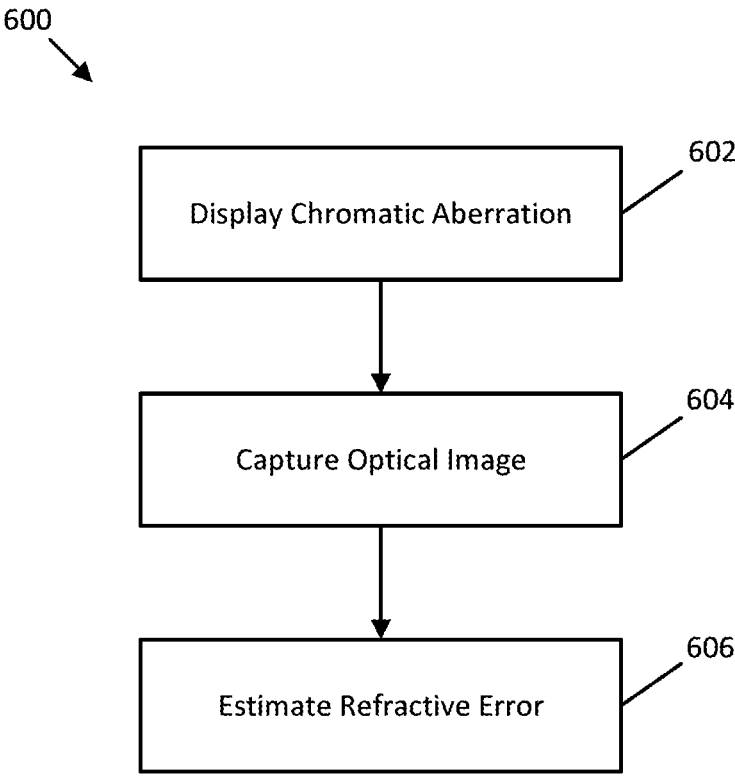 600
602
Display Chromatic Aberration
604
Capture Optical Image
606
Estimate Refractive Error